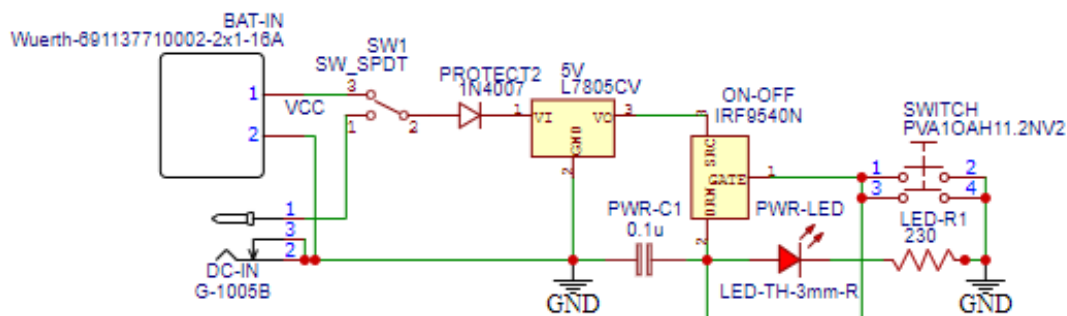 BAT-IN
Wuerth-691137710002-2x1-16A
1
2
VCC
SW1
SW_SPDT
3
1
2
PROTECT2
1N4007
5V
L7805CV
1
VI
VO
3
GND
2
ON-OFF
IRF9540N
3
SRC
GATE
1
DRN
2
SWITCH
PVA1OAH11.2NV2
1
2
3
4
PWR-C1
0.1u
PWR-LED
LED-TH-3mm-R
LED-R1
230
1
3
2
DC-IN
G-1005B
GND
GND